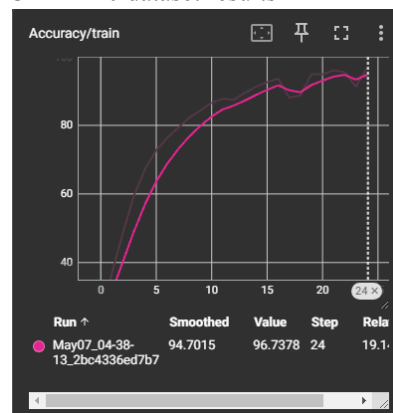 Accuracy/train
100
80
60
40
0 5 10 15 20 24 ×
Run ↑ Smoothed Value Step Rela
May07_04-38-13_2bc4336ed7b7 94.7015 96.7378 24 19.1